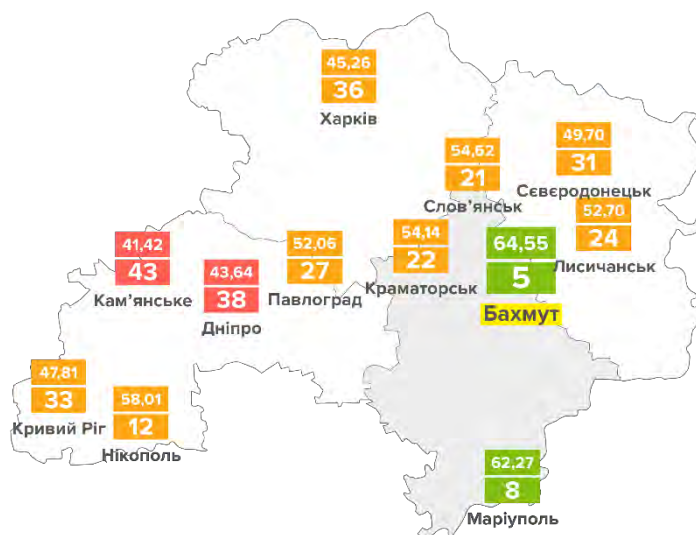 45,26
36
Харків
49,70
31
Сєвєродонецьк
54,62
21
Слов’янськ
52,70
24
Лисичанськ
54,14
22
Краматорськ
64,55
5
Бахмут
52,06
27
Павлоград
41,42
43
Кам’янське
43,64
38
Дніпро
47,81
33
Кривий Ріг
58,01
12
Нікополь
62,27
8
Маріуполь